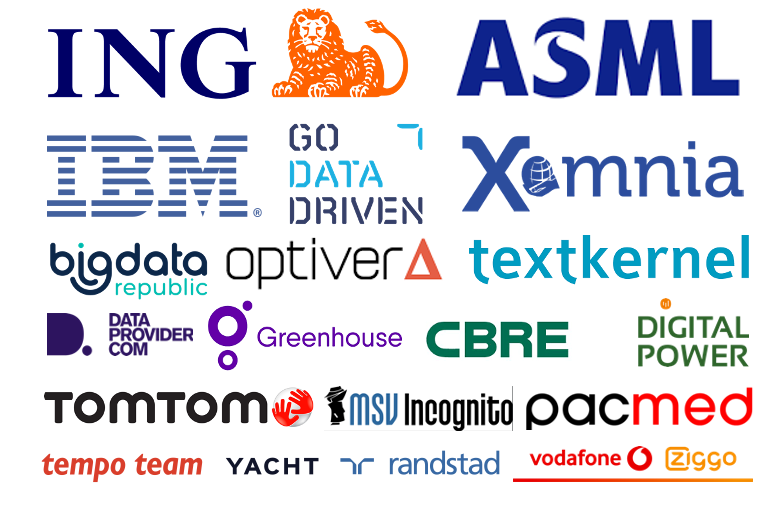 ING
ASML
IBM®
GO
DATA
DRIVEN
Xomnia
bigdata
republic
optiver
textkernel
D.
DATA
PROVIDER
COM
Greenhouse
CBRE
DIGITAL
POWER
TOMTOM
MSV Incognito
pacmed
tempo team
YACHT
randstad
vodafone
ziggo